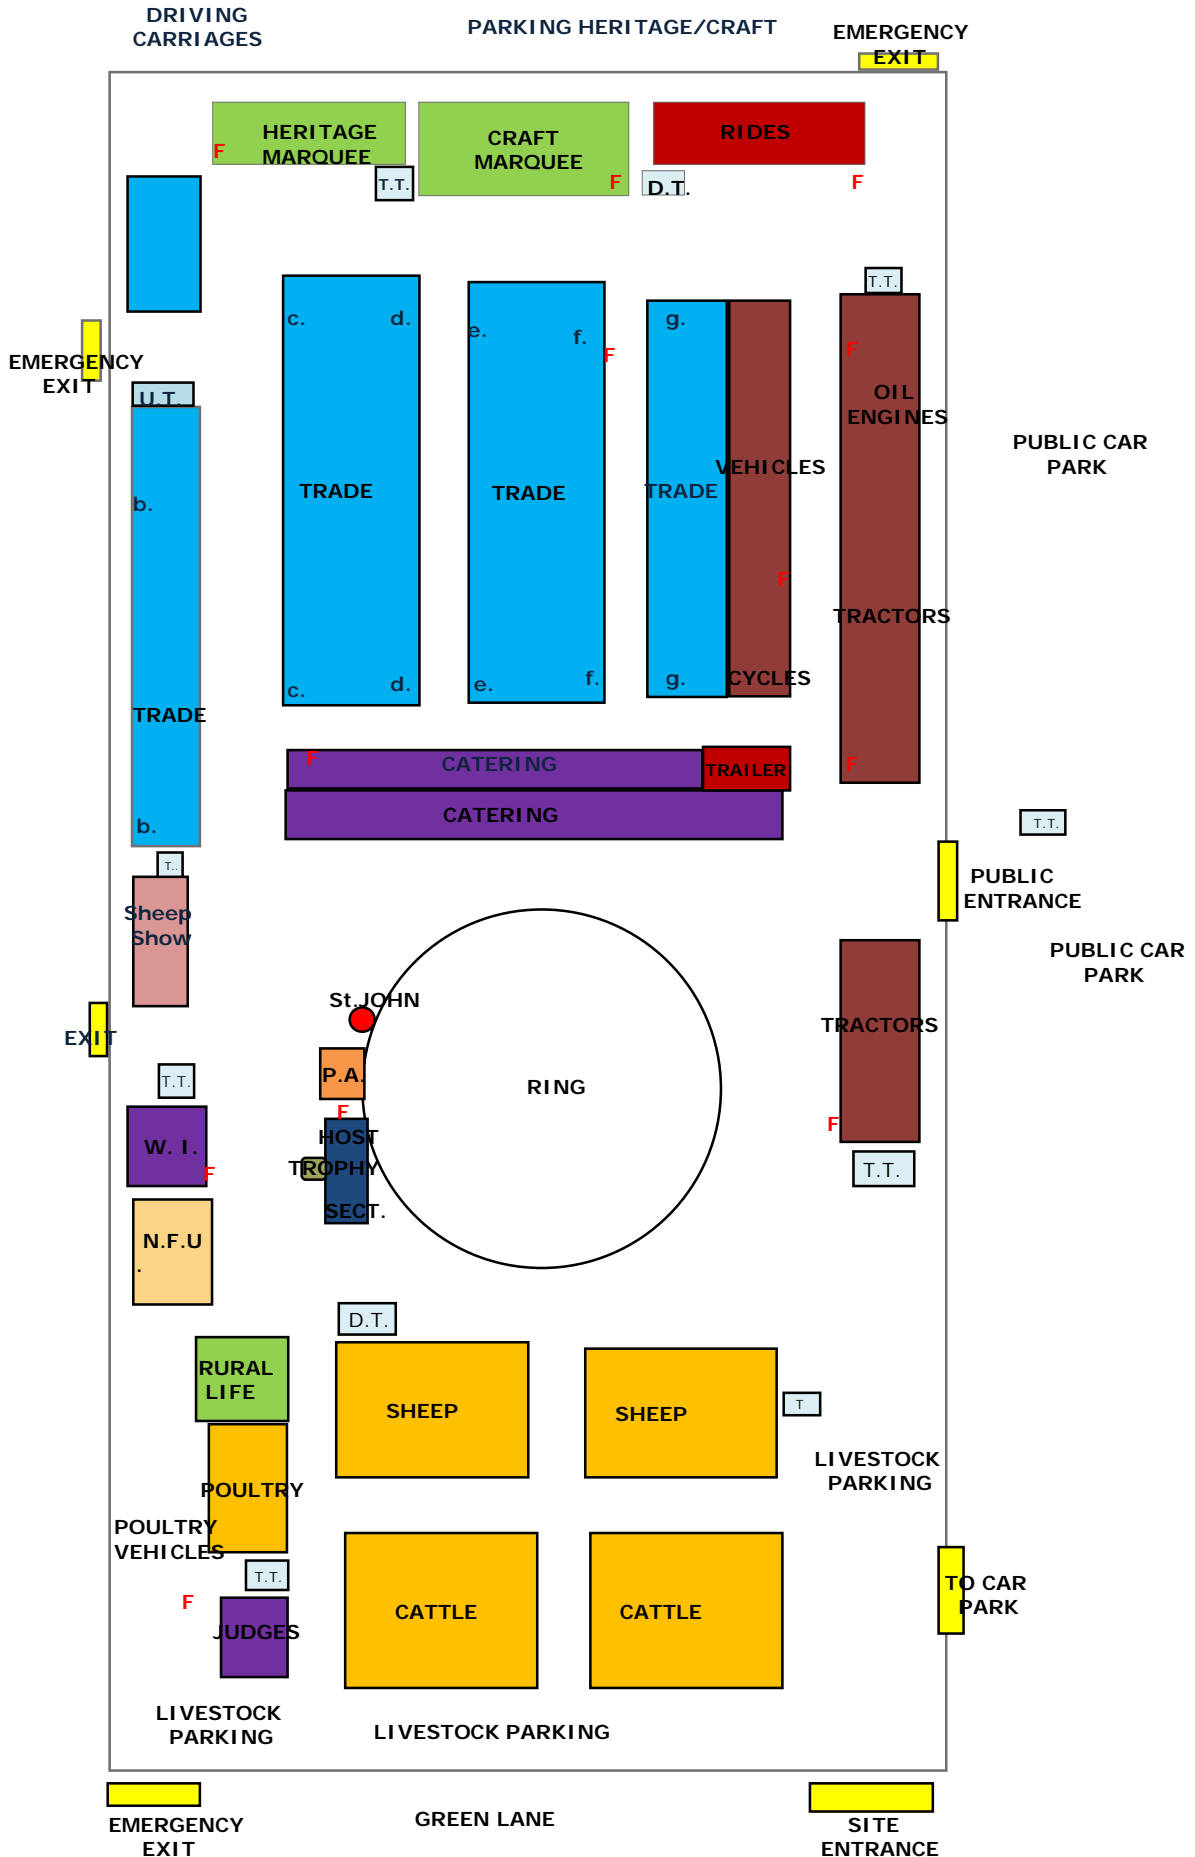 DRIVING
CARRIAGES
PARKING HERITAGE/CRAFT
EMERGENCY
EXIT
HERITAGE
MARQUEE
F
CRAFT
MARQUEE
F
RIDES
T.T.
D.T.
F
T.T.
c.
d.
e.
f.
F
g.
F
EMERGENCY
EXIT
U.T.
OIL
ENGINES
PUBLIC CAR
PARK
b.
TRADE
TRADE
TRADE
VEHICLES
F
TRACTORS
c.
d.
e.
f.
g.
CYCLES
TRADE
F
CATERING
TRAILER
F
CATERING
b.
T.T.
T..
PUBLIC
ENTRANCE
Sheep
Show
PUBLIC CAR
PARK
St.JOHN
EXIT
TRACTORS
T.T.
P.A.
RING
F
F
W. I.
F
HOST
TROPHY
SECT.
T.T.
N.F.U
.
D.T.
RURAL
LIFE
SHEEP
SHEEP
T
LIVESTOCK
PARKING
POULTRY
POULTRY
VEHICLES
T.T.
F
JUDGES
CATTLE
CATTLE
TO CAR
PARK
LIVESTOCK
PARKING
LIVESTOCK PARKING
EMERGENCY
EXIT
GREEN LANE
SITE
ENTRANCE